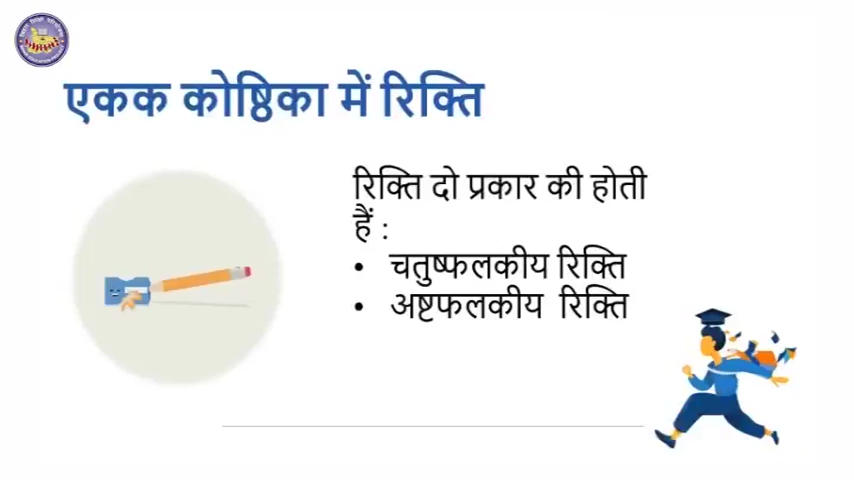 एकक कोष्ठिका में रिक्ति
रिक्ति दो प्रकार की होती
हैं :
• चतुष्फलकीय रिक्ति
• अष्टफलकीय रिक्ति